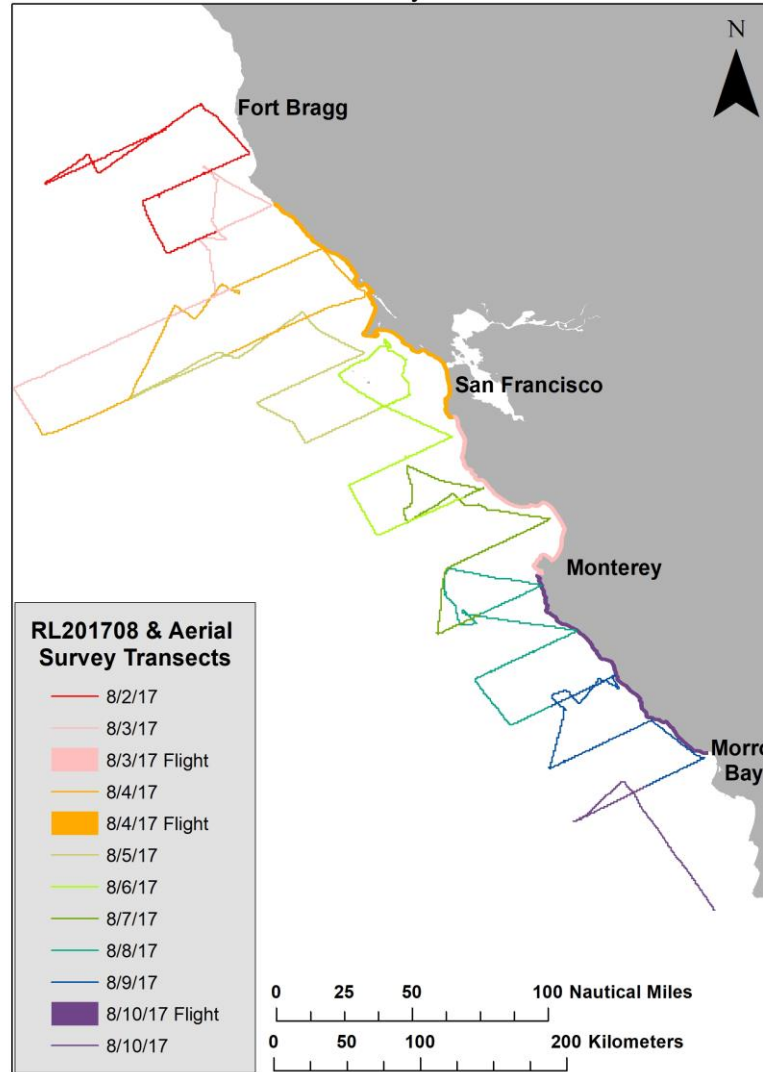 N
Fort Bragg
San Francisco
Monterey
Morro
Bay
RL201708 & Aerial
Survey Transects
8/2/17
8/3/17
8/3/17 Flight
8/4/17
8/4/17 Flight
8/5/17
8/6/17
8/7/17
8/8/17
8/9/17
8/10/17 Flight
8/10/17
0 25 50 100 Nautical Miles
0 50 100 200 Kilometers